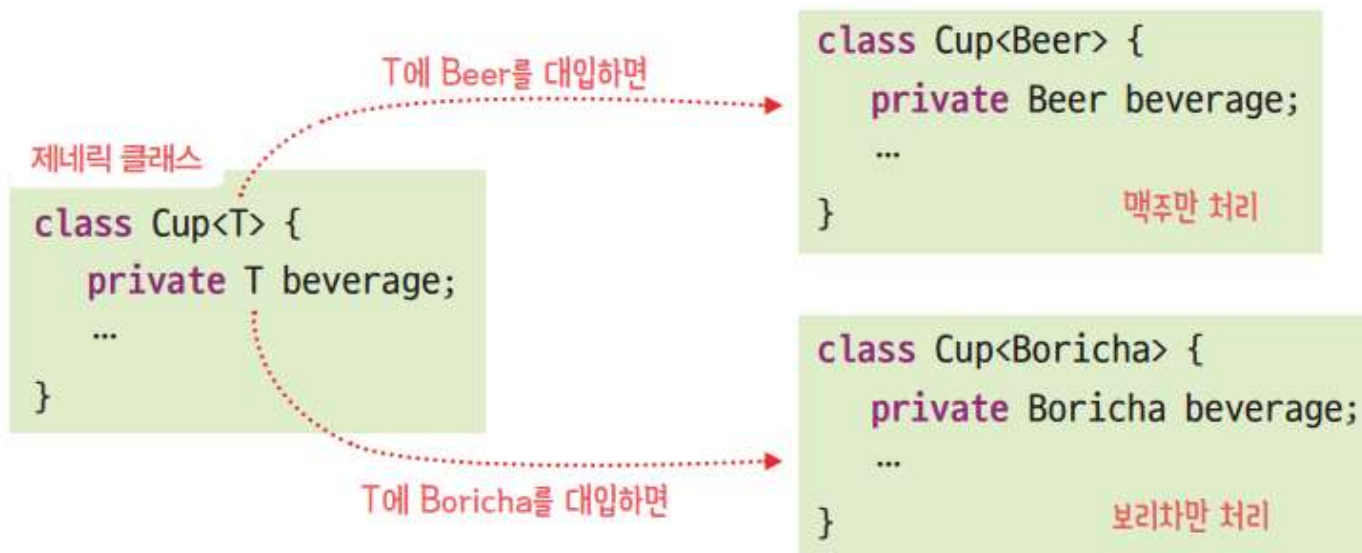 제네릭 클래스
class Cup<T> {
private T beverage;
…
}
T에 Beer를 대입하면
class Cup<Beer> {
private Beer beverage;
…
}
맥주만 처리
T에 Boricha를 대입하면
class Cup<Boricha> {
private Boricha beverage;
…
}
보리차만 처리